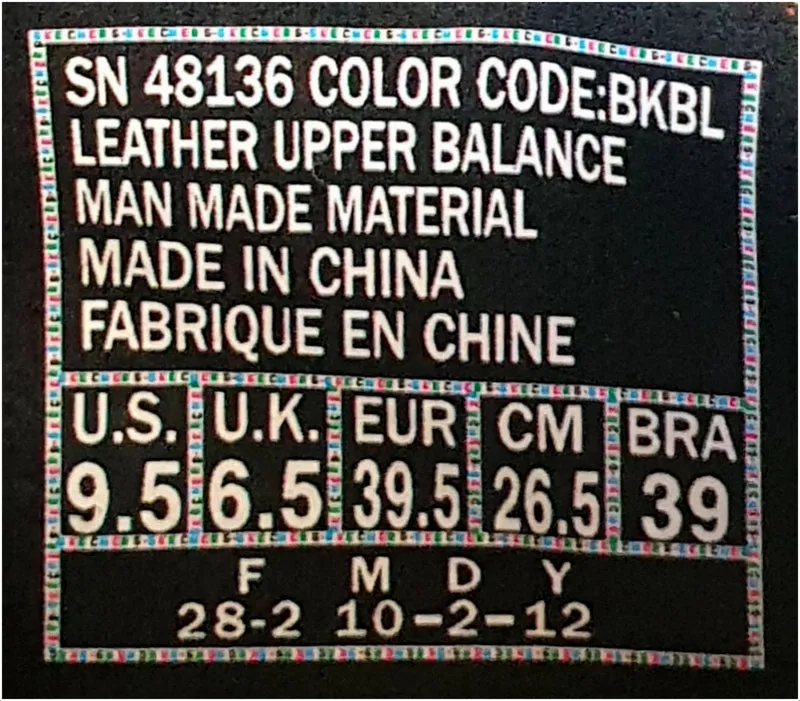 SN 48136 COLOR CODE:BKBL
LEATHER UPPER BALANCE
MAN MADE MATERIAL
MADE IN CHINA
FABRIQUE EN CHINE
U.S. U.K. EUR CM BRA
9.5 6.5 39.5 26.5 39
F M D Y
28-2 10-2-12